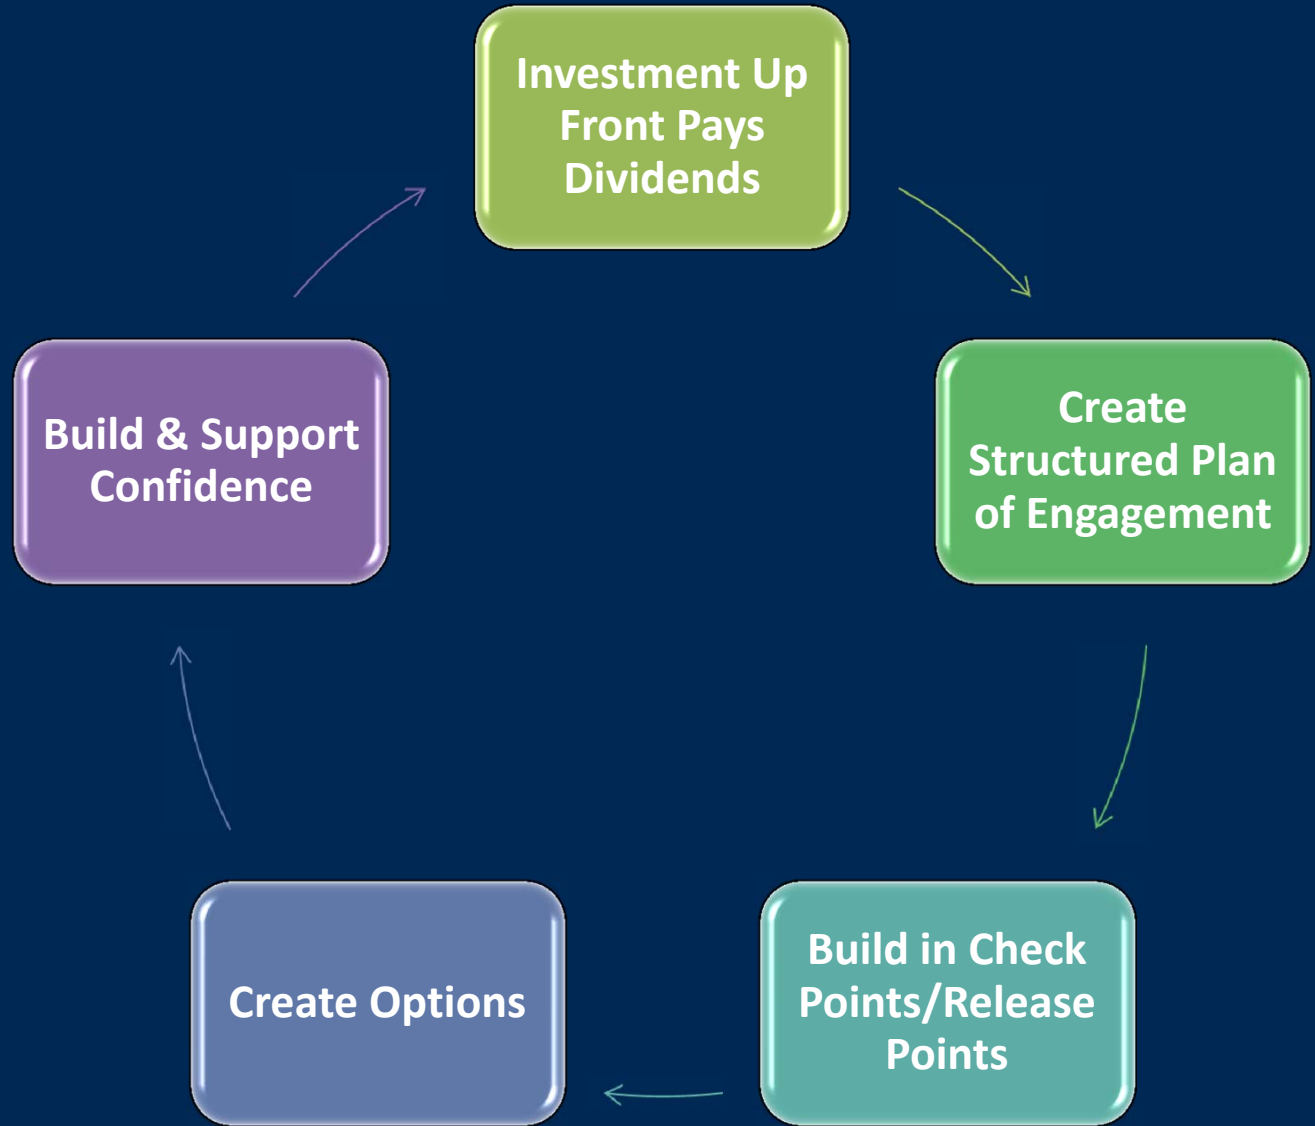 Investment Up
Front Pays
Dividends
Create
Structured Plan
of Engagement
Build in Check
Points/Release
Points
Create Options
Build & Support
Confidence